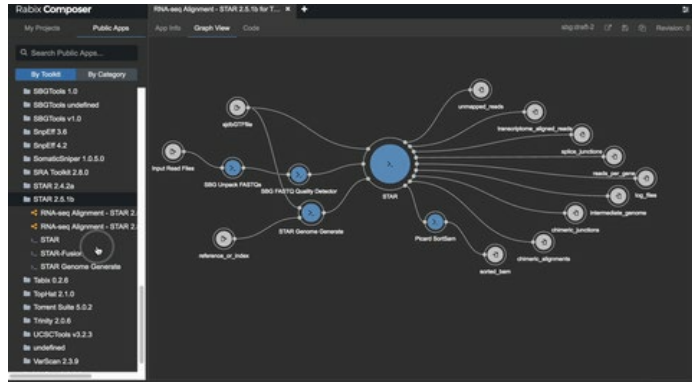 Rabix Composer
RNA-seq Alignment - STAR 2.5.1b for T...
My Projects
Public Apps
App Info
Graph View
Code
sbg:draft-2
Revision: 0
Search Public Apps...
By Toolkit
By Category
SBGTools 1.0
SBGTools undefined
SBGTools v1.0
SnpEff 3.6
SnpEff 4.2
SomaticSniper 1.0.5.0
SRA Toolkit 2.8.0
STAR 2.4.2a
STAR 2.5.1b
RNA-seq Alignment - STAR 2.
RNA-seq Alignment - STAR 2.
STAR
STAR-Fusion
STAR Genome Generate
Tabix 0.2.6
TopHat 2.1.0
Torrent Suite 5.0.2
Trinity 2.0.6
UCSCTools v3.2.3
undefined
VarScan 2.3.9
unmapped_reads
sjdbGTFfile
transcriptome_aligned_reads
splice_junctions
Input Read Files
reads_per_gene
SBG Unpack FASTQs
SBG FASTQ Quality Detector
STAR
log_files
intermediate_genome
STAR Genome Generate
chimeric_junctions
Picard SortSam
reference_or_index
chimeric_alignments
sorted_bam